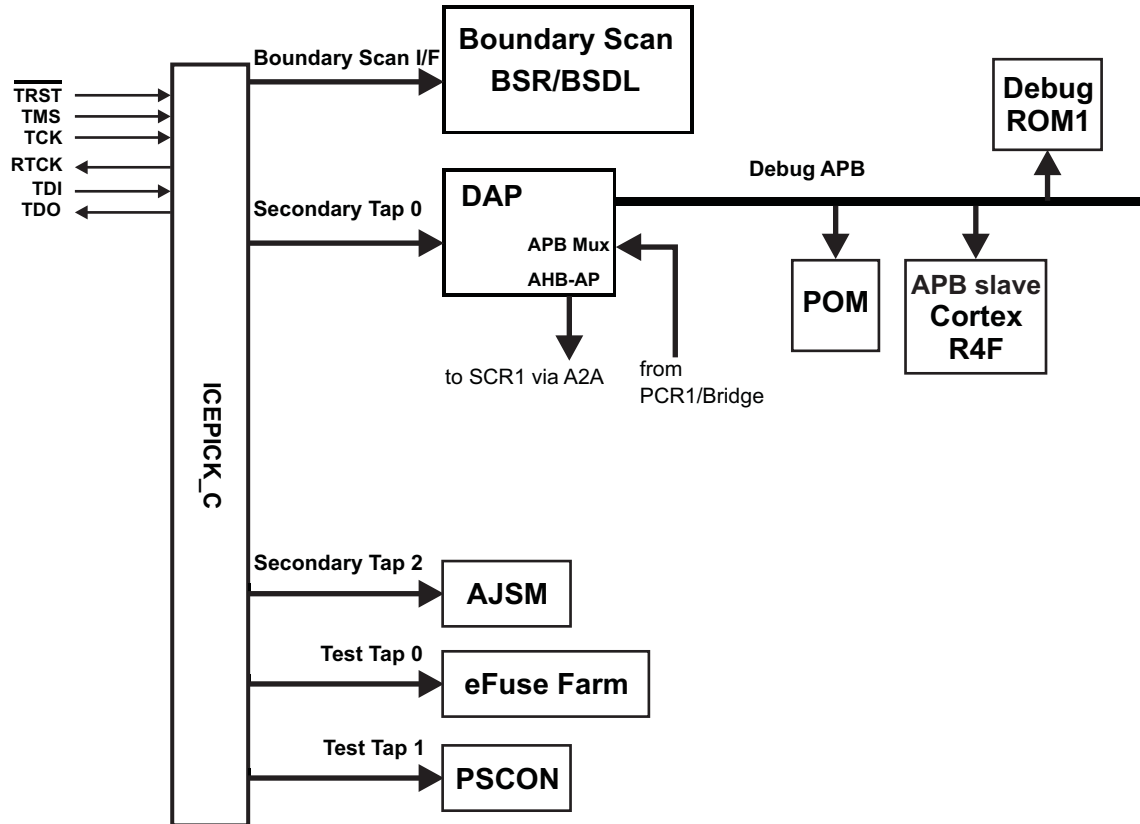 Boundary Scan I/F
Boundary Scan
BSR/BSDL
TRST
TMS
TCK
RTCK
TDI
TDO
ICEPICK_C
Debug
ROM1
Debug APB
Secondary Tap 0
DAP
APB Mux
AHB-AP
POM
APB slave
Cortex
R4F
to SCR1 via A2A
from
PCR1/Bridge
Secondary Tap 2
AJSM
Test Tap 0
eFuse Farm
Test Tap 1
PSCON